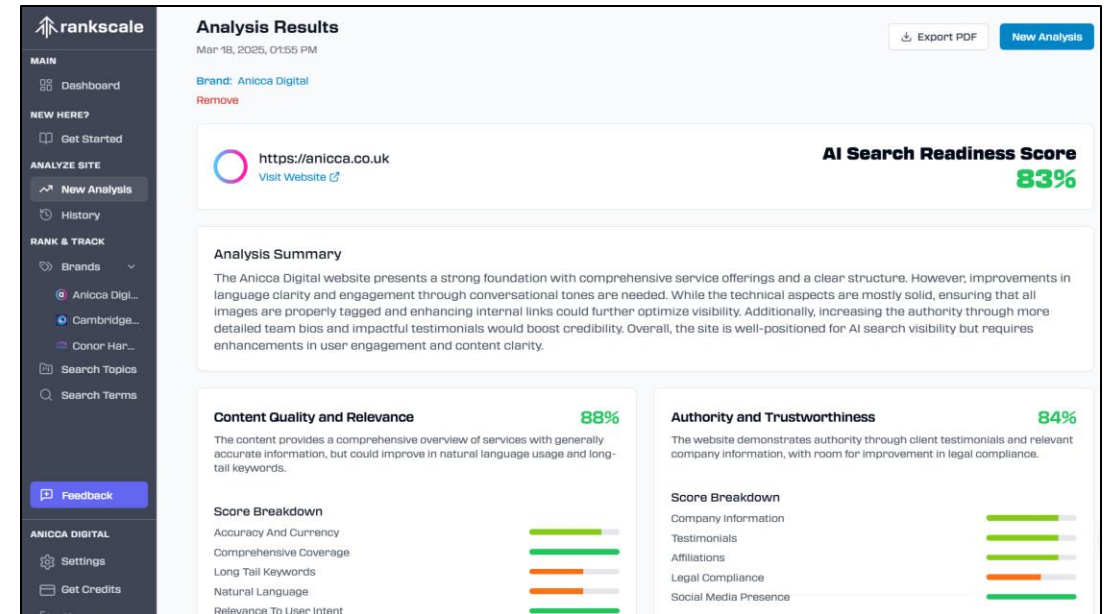 rankscale
MAIN
Dashboard
NEW HERE?
Get Started
ANALYZE SITE
New Analysis
History
RANK & TRACK
Brands
Anicca Digi...
Cambridge...
Conor Har...
Search Topics
Search Terms
Feedback
ANICCA DIGITAL
Settings
Get Credits
Analysis Results
Mar 18, 2025, 01:55 PM
Export PDF
New Analysis
Brand: Anicca Digital
Remove
https://anicca.co.uk
Visit Website
AI Search Readiness Score
83%
Analysis Summary
The Anicca Digital website presents a strong foundation with comprehensive service offerings and a clear structure. However, improvements in
language clarity and engagement through conversational tones are needed. While the technical aspects are mostly solid, ensuring that all
images are properly tagged and enhancing internal links could further optimize visibility. Additionally, increasing the authority through more
detailed team bios and impactful testimonials would boost credibility. Overall, the site is well-positioned for AI search visibility but requires
enhancements in user engagement and content clarity.
Content Quality and Relevance 88%
The content provides a comprehensive overview of services with generally
accurate information, but could improve in natural language usage and long-
tail keywords.
Score Breakdown
Accuracy And Currency
Comprehensive Coverage
Long Tail Keywords
Natural Language
Relevance To User Intent
Authority and Trustworthiness 84%
The website demonstrates authority through client testimonials and relevant
company information, with room for improvement in legal compliance.
Score Breakdown
Company Information
Testimonials
Affiliations
Legal Compliance
Social Media Presence